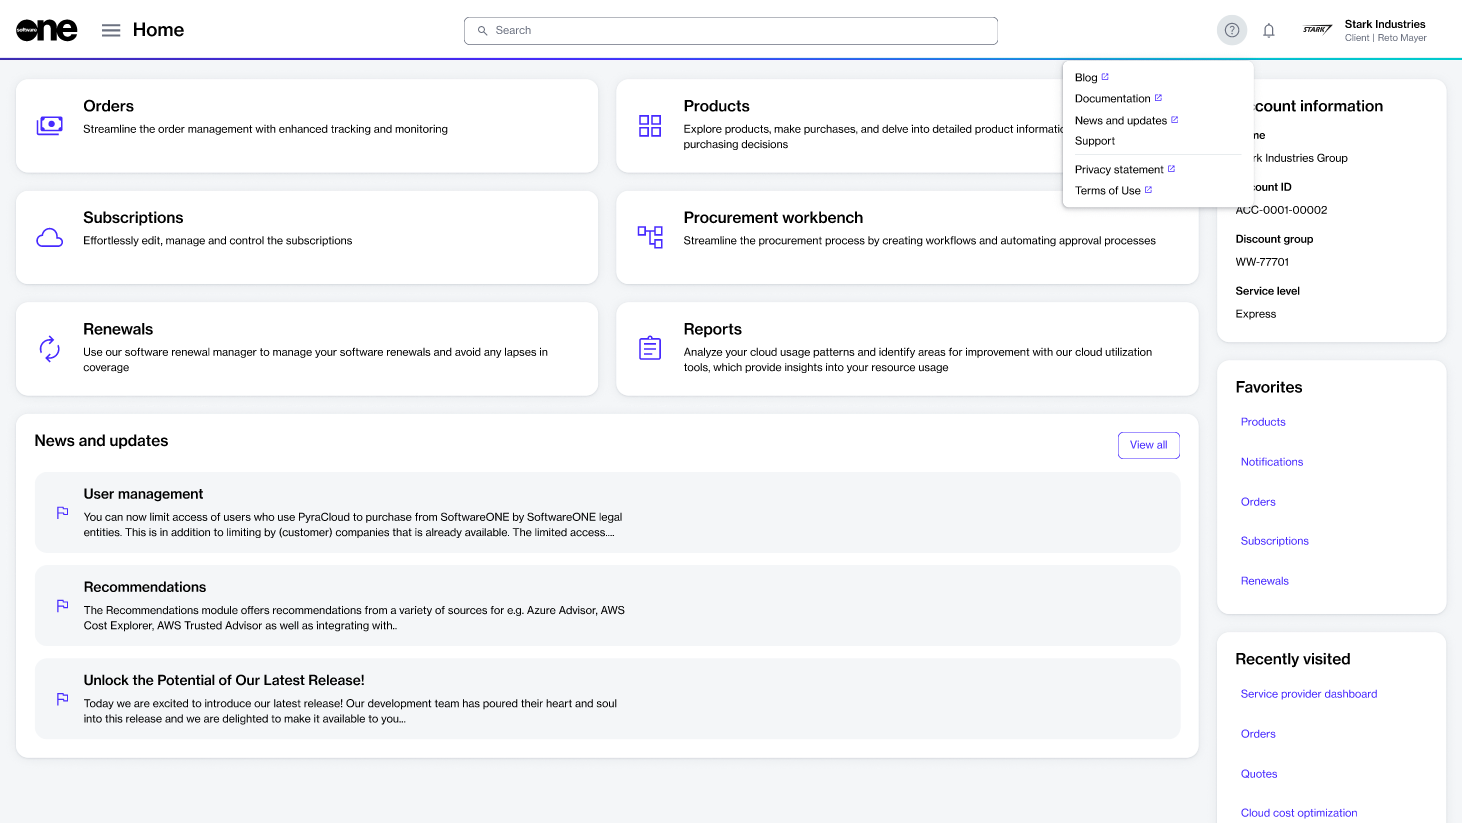 software one
Home
Search
STARK
Stark Industries
Client | Reto Mayer
Blog
Documentation
News and updates
Support
Privacy statement
Terms of Use
Orders
Streamline the order management with enhanced tracking and monitoring
Products
Explore products, make purchases, and delve into detailed product
purchasing decisions
Subscriptions
Effortlessly edit, manage and control the subscriptions
Procurement workbench
Streamline the procurement process by creating workflows and automating approval processes
Renewals
Use our software renewal manager to manage your software renewals and avoid any lapses in
coverage
Reports
Analyze your cloud usage patterns and identify areas for improvement with our cloud utilization
tools, which provide insights into your resource usage
News and updates
View all
User management
You can now limit access of users who use PyraCloud to purchase from SoftwareONE by SoftwareONE legal
entities. This is in addition to limiting by (customer) companies that is already available. The limited access....
Recommendations
The Recommendations module offers recommendations from a variety of sources for e.g. Azure Advisor, AWS
Cost Explorer, AWS Trusted Advisor as well as integrating with..
Unlock the Potential of Our Latest Release!
Today we are excited to introduce our latest release! Our development team has poured their heart and soul
into this release and we are delighted to make it available to you...
information
Industries Group
ID
ACC-0001-00002
Discount group
WW-77701
Service level
Express
Favorites
Products
Notifications
Orders
Subscriptions
Renewals
Recently visited
Service provider dashboard
Orders
Quotes
Cloud cost optimization